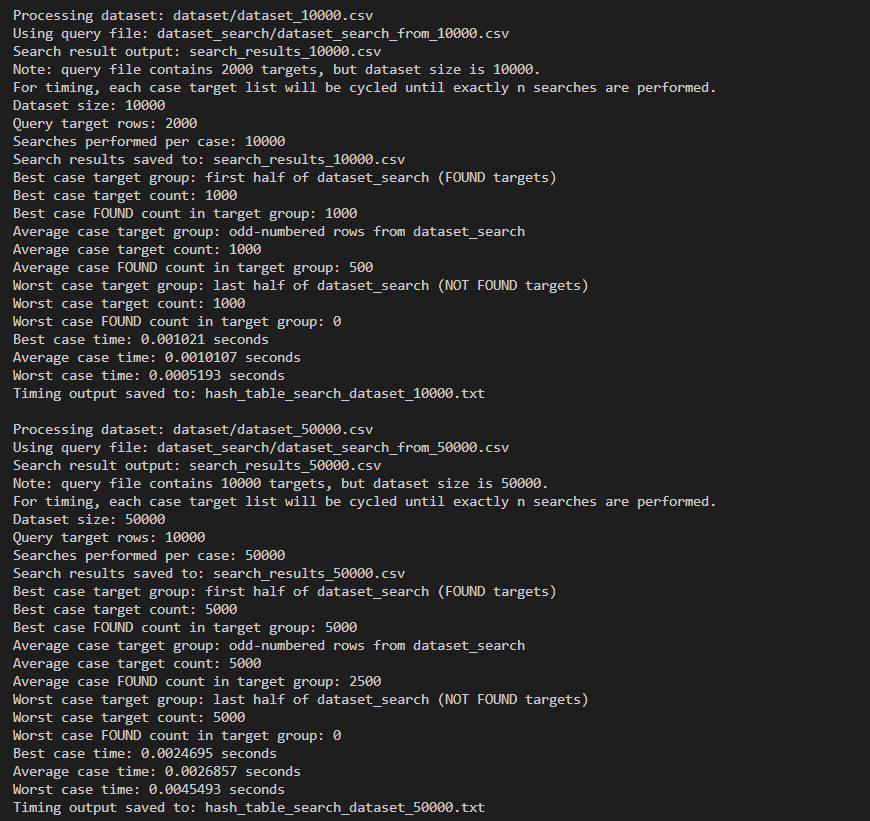 Processing dataset: dataset/dataset_10000.csv
Using query file: dataset_search/dataset_search_from_10000.csv
Search result output: search_results_10000.csv
Note: query file contains 2000 targets, but dataset size is 10000.
For timing, each case target list will be cycled until exactly n searches are performed.
Dataset size: 10000
Query target rows: 2000
Searches performed per case: 10000
Search results saved to: search_results_10000.csv
Best case target group: first half of dataset_search (FOUND targets)
Best case target count: 1000
Best case FOUND count in target group: 1000
Average case target group: odd-numbered rows from dataset_search
Average case target count: 1000
Average case FOUND count in target group: 500
Worst case target group: last half of dataset_search (NOT FOUND targets)
Worst case target count: 1000
Worst case FOUND count in target group: 0
Best case time: 0.001021 seconds
Average case time: 0.0010107 seconds
Worst case time: 0.0005193 seconds
Timing output saved to: hash_table_search_dataset_10000.txt
Processing dataset: dataset/dataset_50000.csv
Using query file: dataset_search/dataset_search_from_50000.csv
Search result output: search_results_50000.csv
Note: query file contains 10000 targets, but dataset size is 50000.
For timing, each case target list will be cycled until exactly n searches are performed.
Dataset size: 50000
Query target rows: 10000
Searches performed per case: 50000
Search results saved to: search_results_50000.csv
Best case target group: first half of dataset_search (FOUND targets)
Best case target count: 5000
Best case FOUND count in target group: 5000
Average case target group: odd-numbered rows from dataset_search
Average case target count: 5000
Average case FOUND count in target group: 2500
Worst case target group: last half of dataset_search (NOT FOUND targets)
Worst case target count: 5000
Worst case FOUND count in target group: 0
Best case time: 0.0024695 seconds
Average case time: 0.0026857 seconds
Worst case time: 0.0045493 seconds
Timing output saved to: hash_table_search_dataset_50000.txt